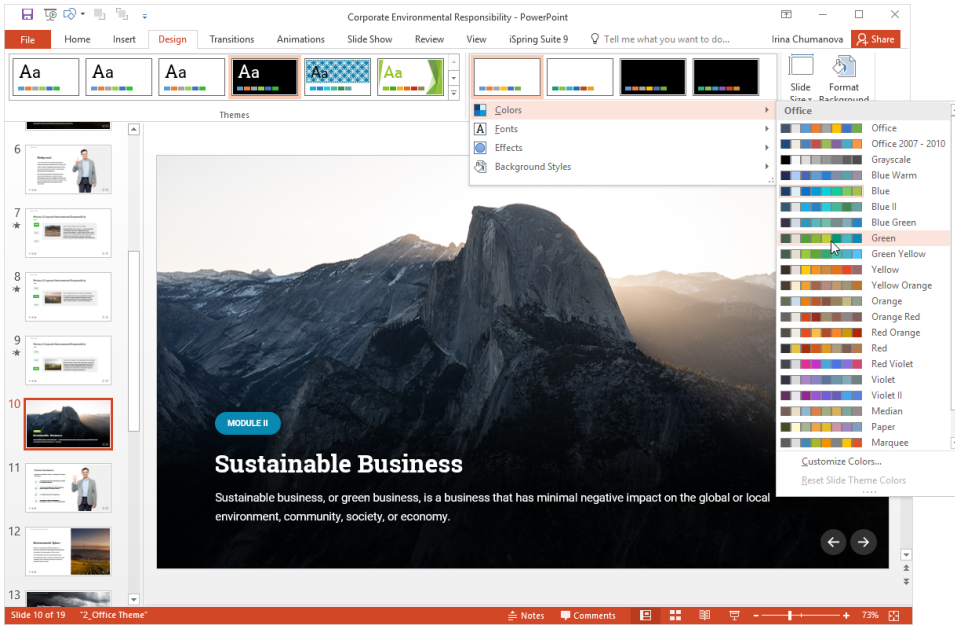 Corporate Environmental Responsibility - PowerPoint
File Home Insert Design Transitions Animations Slide Show Review View iSpring Suite 9 Tell me what you want to do... Irina Chumanova Share
Aa Aa Aa Aa Aa Aa
Slide Format
Size Background
Themes
Colors
Fonts
Effects
Background Styles
Office
Office
Office 2007 - 2010
Grayscale
Blue Warm
Blue
Blue II
Blue Green
Green
Green Yellow
Yellow
Yellow Orange
Orange
Orange Red
Red Orange
Red
Red Violet
Violet
Violet II
Median
Paper
Marquee
Customize Colors...
Reset Slide Theme Colors
6
7
8
9
10
11
12
13
MODULE II
Sustainable Business
Sustainable business, or green business, is a business that has minimal negative impact on the global or local
environment, community, society, or economy.
Slide 10 of 19 "2_Office Theme" Notes Comments 73%